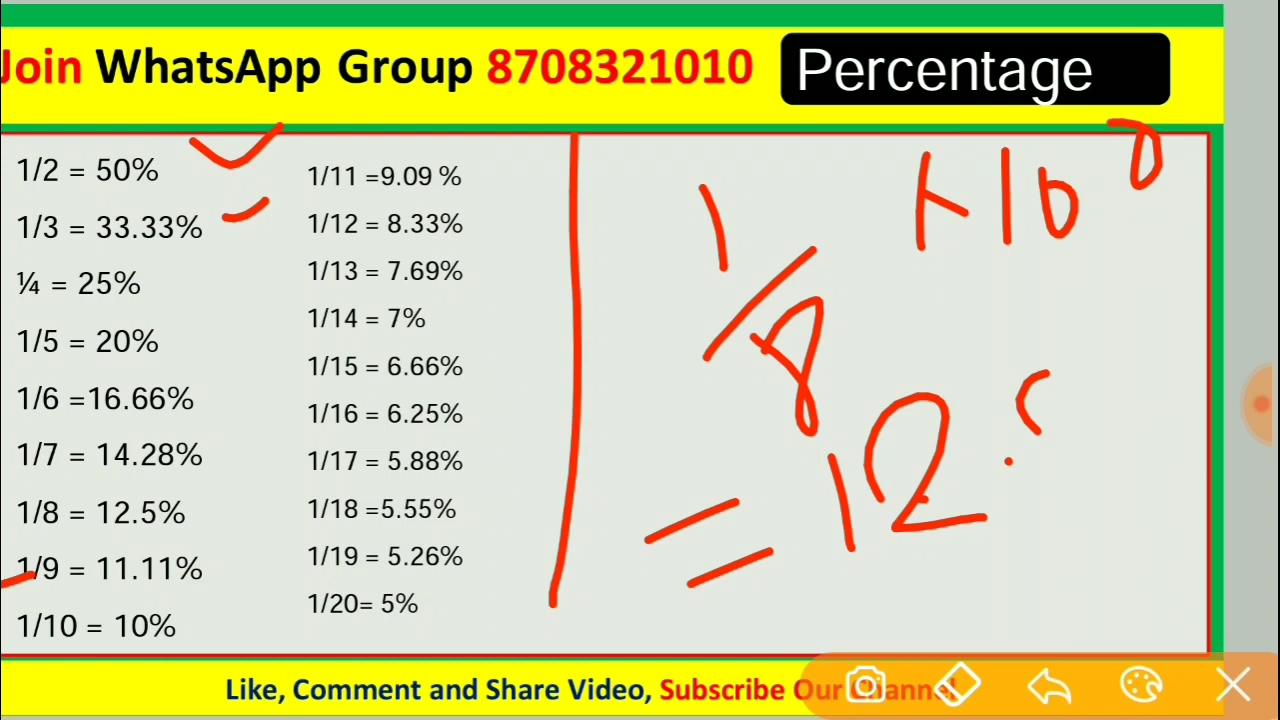 Join WhatsApp Group 8708321010
Percentage
1/2 = 50%
1/3 = 33.33%
¼ = 25%
1/5 = 20%
1/6 =16.66%
1/7 = 14.28%
1/8 = 12.5%
1/9 = 11.11%
1/10 = 10%
1/11 =9.09 %
1/12 = 8.33%
1/13 = 7.69%
1/14 = 7%
1/15 = 6.66%
1/16 = 6.25%
1/17 = 5.88%
1/18 =5.55%
1/19 = 5.26%
1/20= 5%
1/8 ×100
= 12.
Like, Comment and Share Video, Subscribe Our Channel